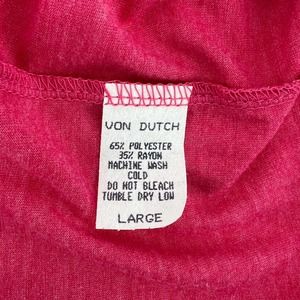 VON DUTCH
65% POLYESTER
35% RAYON
MACHINE WASH
COLD
DO NOT BLEACH
TUMBLE DRY LOW
LARGE